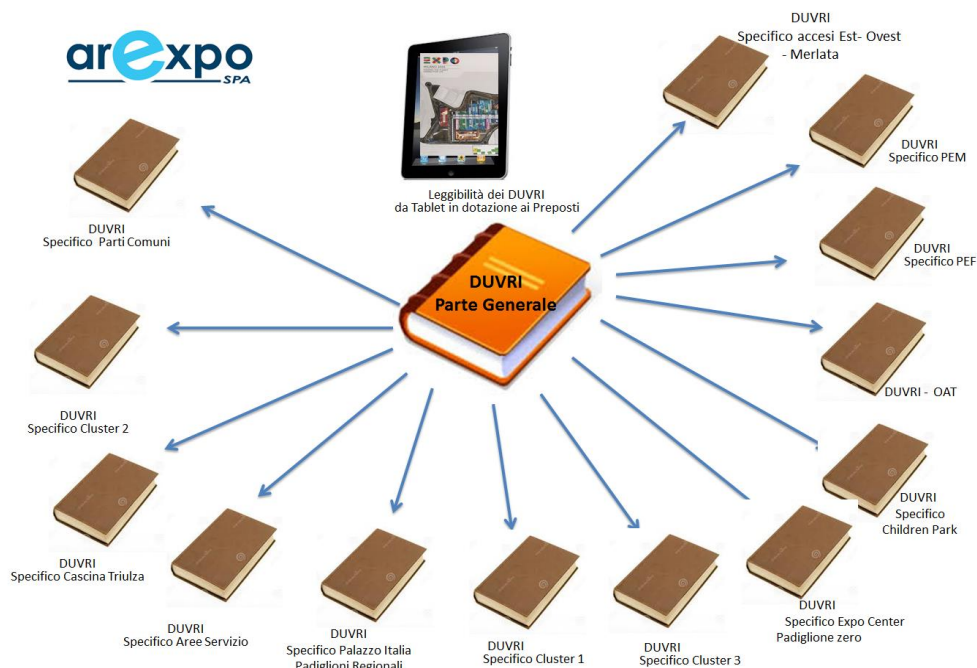 arexpo
SPA
DUVRI
Specifico accesi Est- Ovest
- Merlata
DUVRI
Specifico PEM
Leggibilità dei DUVRI
da Tablet in dotazione ai Preposti
DUVRI
Specifico Parti Comuni
DUVRI
Specifico PEF
DUVRI
Parte Generale
DUVRI - OAT
DUVRI
Specifico Cluster 2
DUVRI
Specifico
Children Park
DUVRI
Specifico Cascina Triulza
DUVRI
Specifico Aree Servizio
DUVRI
Specifico Palazzo Italia
Padiglioni Regionali
DUVRI
Specifico Cluster 1
DUVRI
Specifico Cluster 3
DUVRI
Specifico Expo Center
Padiglione zero